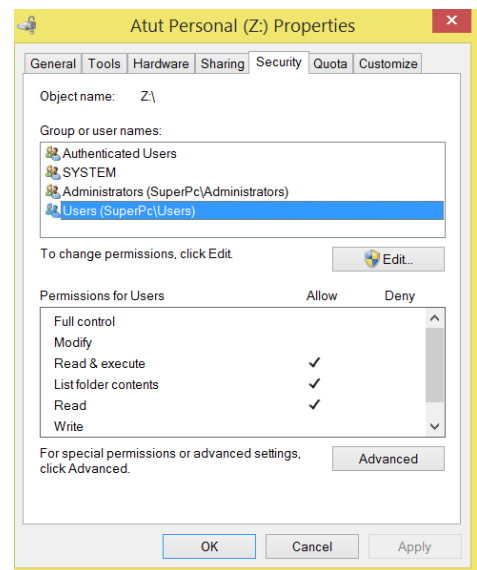 Atut Personal (Z:) Properties
General Tools Hardware Sharing Security Quota Customize
Object name: Z:\
Group or user names:
Authenticated Users
SYSTEM
Administrators (SuperPc\Administrators)
Users (SuperPc\Users)
To change permissions, click Edit.
Edit...
Permissions for Users Allow Deny
Full control
Modify
Read & execute
List folder contents
Read
Write
For special permissions or advanced settings,
click Advanced.
Advanced
OK Cancel Apply